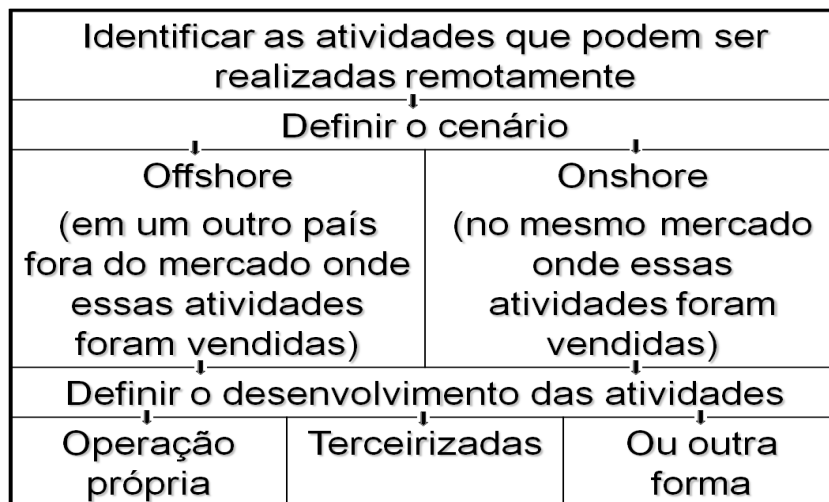 Identificar as atividades que podem ser
realizadas remotamente
Definir o cenário
Offshore
(em um outro país
fora do mercado onde
essas atividades
foram vendidas)
Onshore
(no mesmo mercado
onde essas
atividades foram
vendidas)
Definir o desenvolvimento das atividades
Operação
própria
Terceirizadas
Ou outra
forma